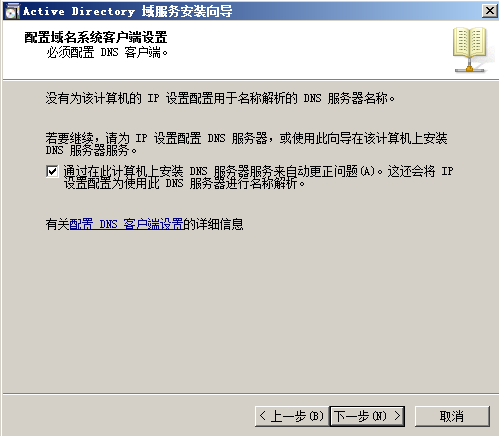 Active Directory 域服务安装向导
配置域名系统客户端设置
必须配置 DNS 客户端。
没有为该计算机的 IP 设置配置用于名称解析的 DNS 服务器名称。
若要继续，请为 IP 设置配置 DNS 服务器，或使用此向导在该计算机上安装
DNS 服务器服务。
通过在此计算机上安装 DNS 服务器服务来自动更正问题(A)。这还会将 IP
设置配置为使用此 DNS 服务器进行名称解析。
有关配置 DNS 客户端设置的详细信息
< 上一步(B) 下一步(N) > 取消